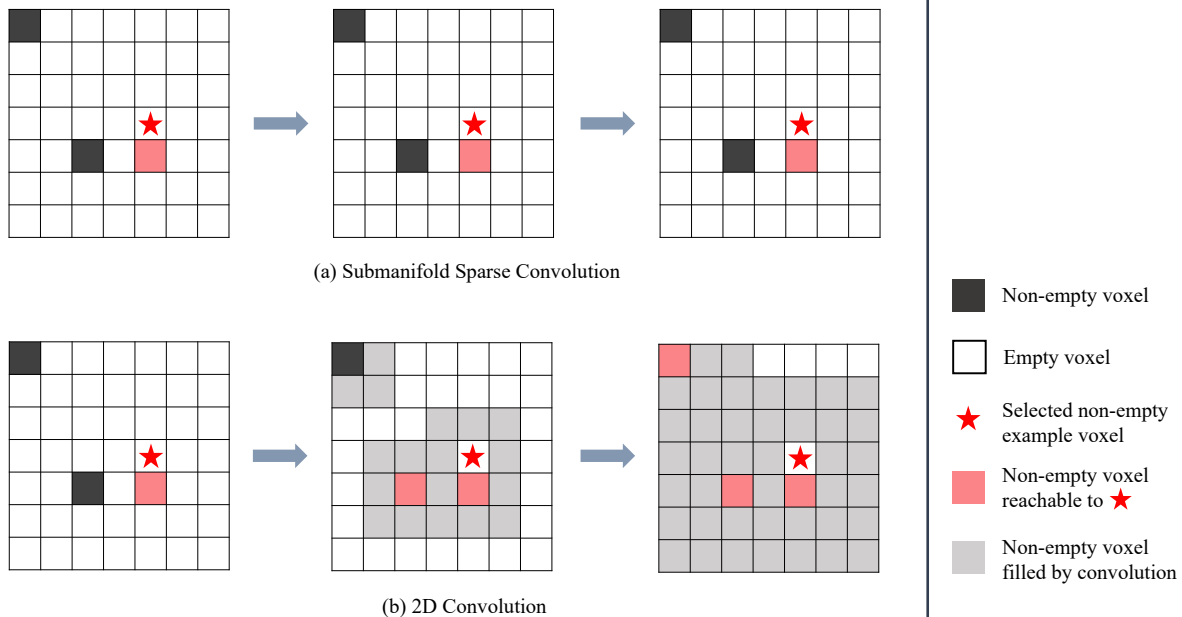 (a) Submanifold Sparse Convolution
(b) 2D Convolution
Non-empty voxel
Empty voxel
Selected non-empty
example voxel
Non-empty voxel
reachable to ★
Non-empty voxel
filled by convolution